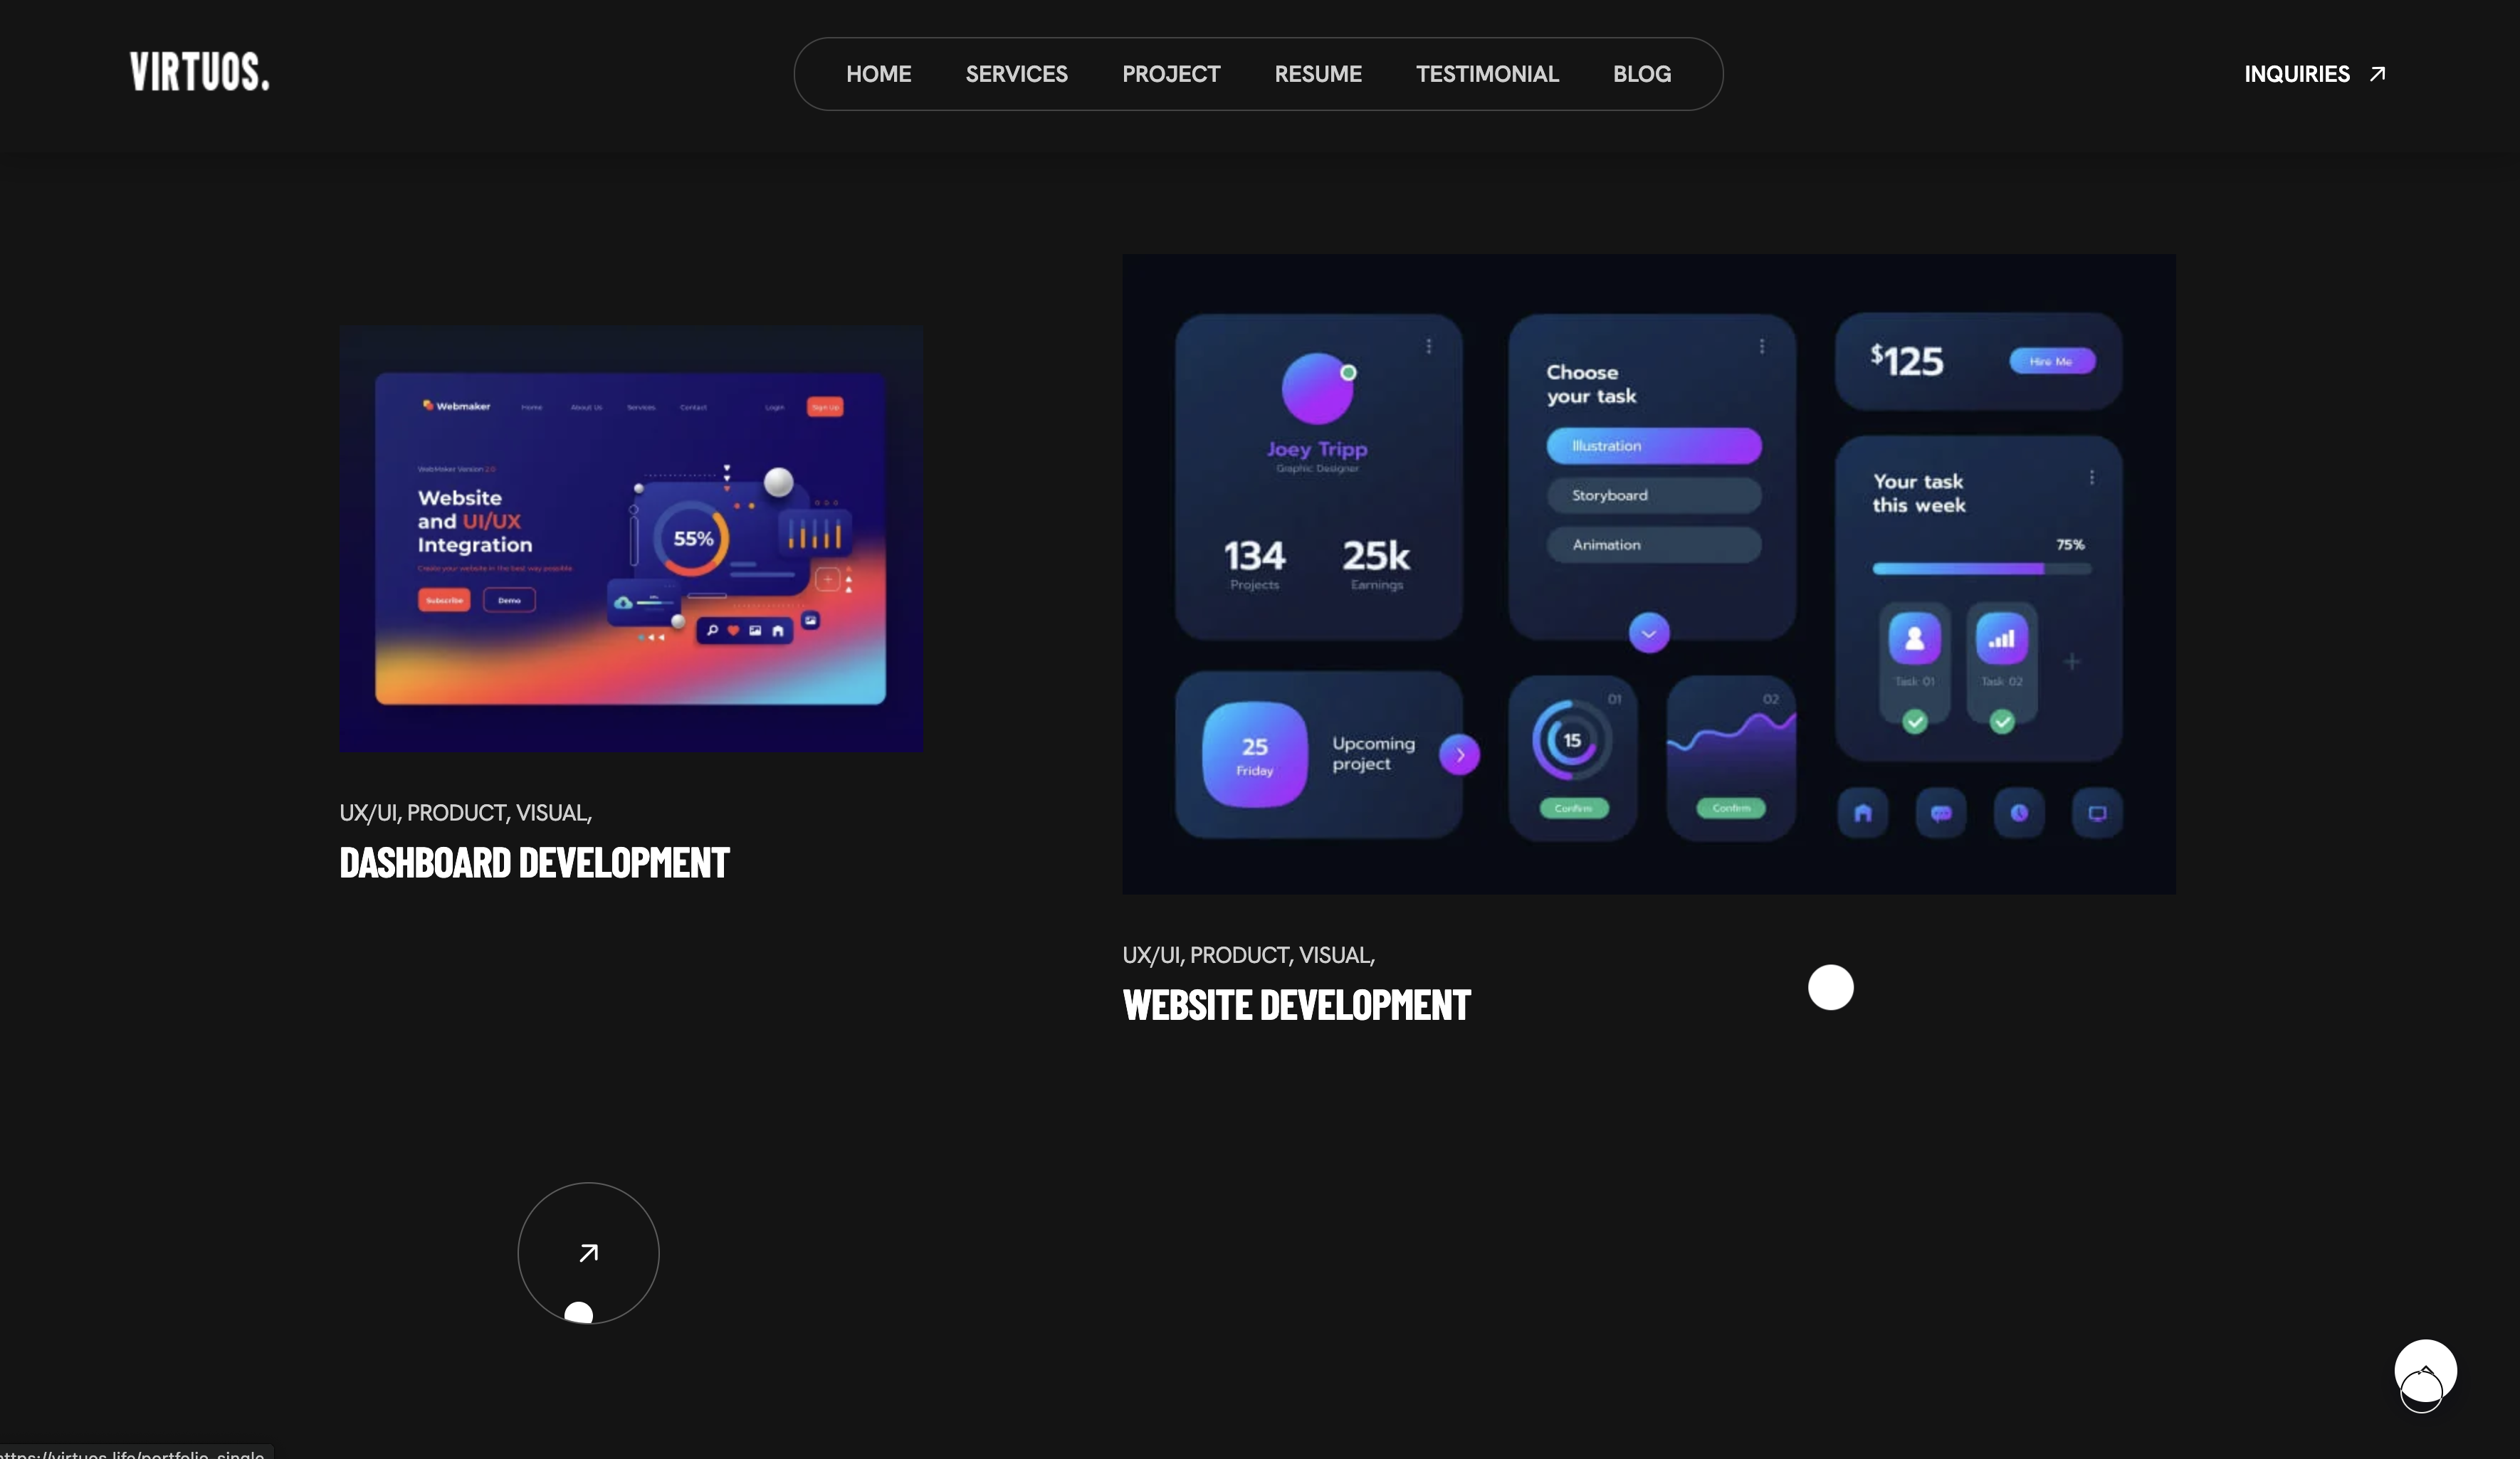 VIRTUOS.
HOME SERVICES PROJECT RESUME TESTIMONIAL BLOG
INQUIRIES
Webmaker Home About Us Services Contact Login Sign Up
WebMaker Version 2.0
Website
and UI/UX
Integration
Create your website in the best way possible
Subscribe Demo
55%
UX/UI, PRODUCT, VISUAL,
DASHBOARD DEVELOPMENT
Joey Tripp
Graphic Designer
134 25k
Projects Earnings
Choose
your task
Illustration
Storyboard
Animation
$125
Hire Me
Your task
this week
75%
Task 01 Task 02
25
Friday
Upcoming
project
01
15
Confirm
02
Confirm
UX/UI, PRODUCT, VISUAL,
WEBSITE DEVELOPMENT
ttps://virtuos.life/portfolio-single